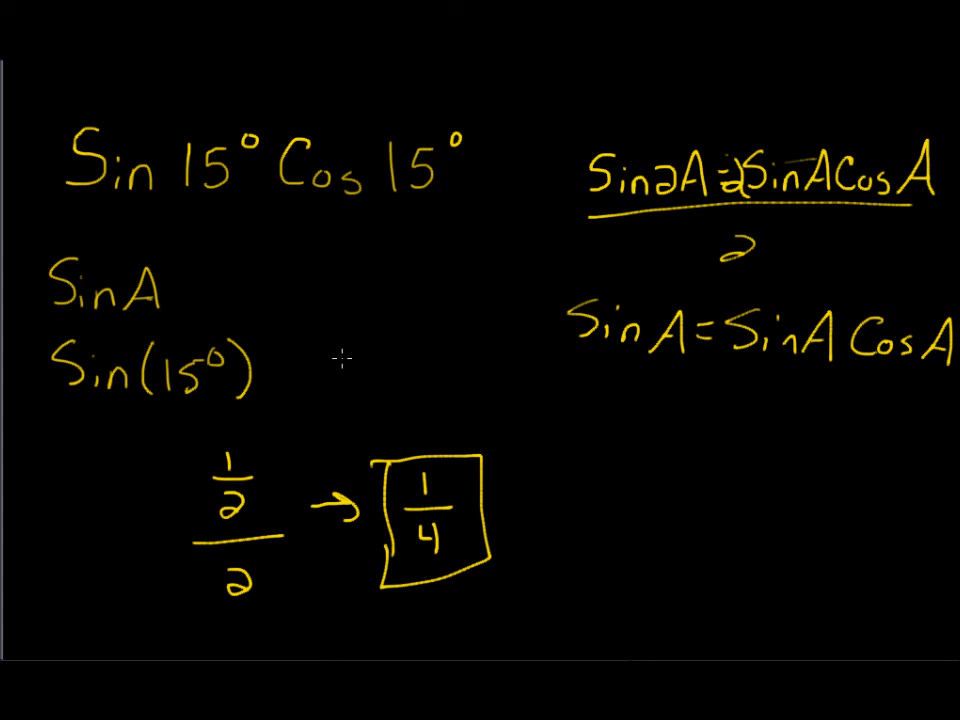 Sin 15° Cos 15°
Sin2A = 2SinACosA
2
SinA
SinA = SinA CosA
Sin(15°)
1
2
2
→
1
4